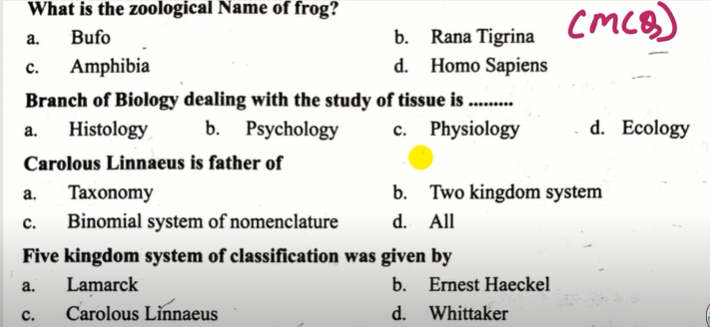 What is the zoological Name of frog?
(MCQ)
a. Bufo b. Rana Tigrina
c. Amphibia d. Homo Sapiens
Branch of Biology dealing with the study of tissue is .........
a. Histology b. Psychology c. Physiology d. Ecology
Carolous Linnaeus is father of
a. Taxonomy b. Two kingdom system
c. Binomial system of nomenclature d. All
Five kingdom system of classification was given by
a. Lamarck b. Ernest Haeckel
c. Carolous Linnaeus d. Whittaker